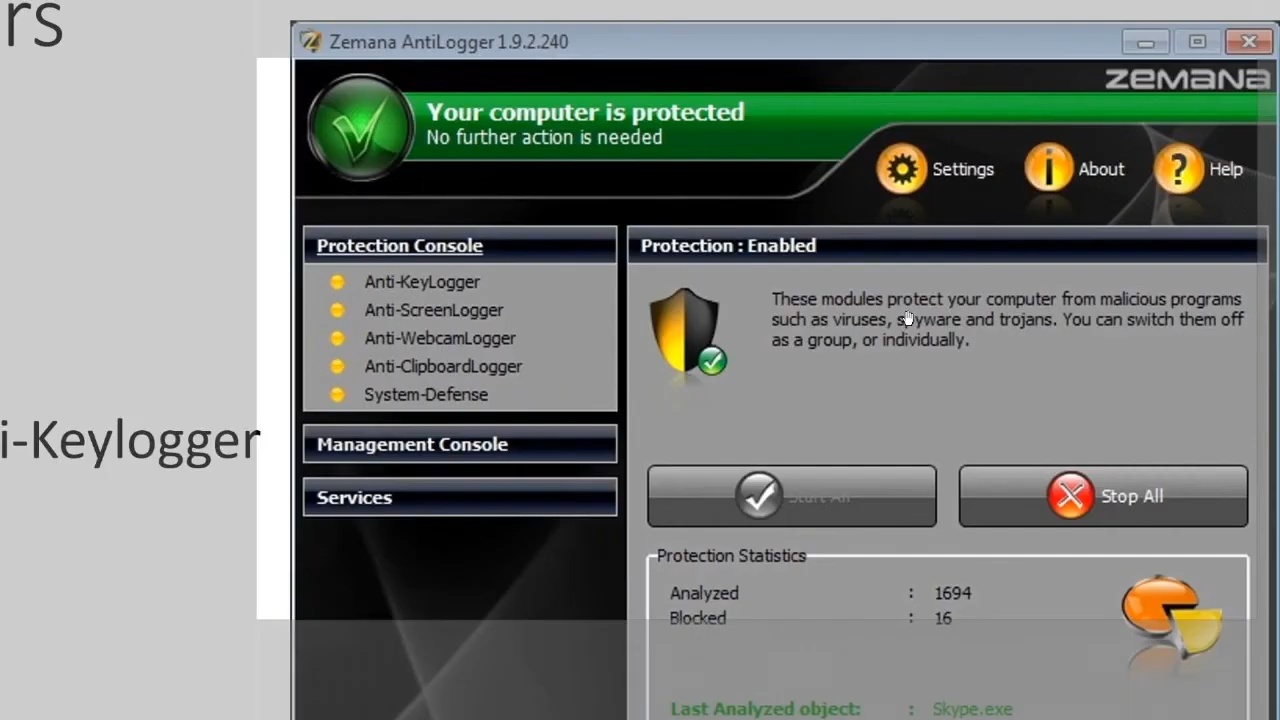 rs
Zemana AntiLogger 1.9.2.240
ZEMANA
Your computer is protected
No further action is needed
Settings
About
Help
Protection Console
Anti-KeyLogger
Anti-ScreenLogger
Anti-WebcamLogger
Anti-ClipboardLogger
System-Defense
Management Console
Services
i-Keylogger
Protection : Enabled
These modules protect your computer from malicious programs
such as viruses, spyware and trojans. You can switch them off
as a group, or individually.
Start All
Stop All
Protection Statistics
Analyzed : 1694
Blocked : 16
Last Analyzed object: : Skype.exe